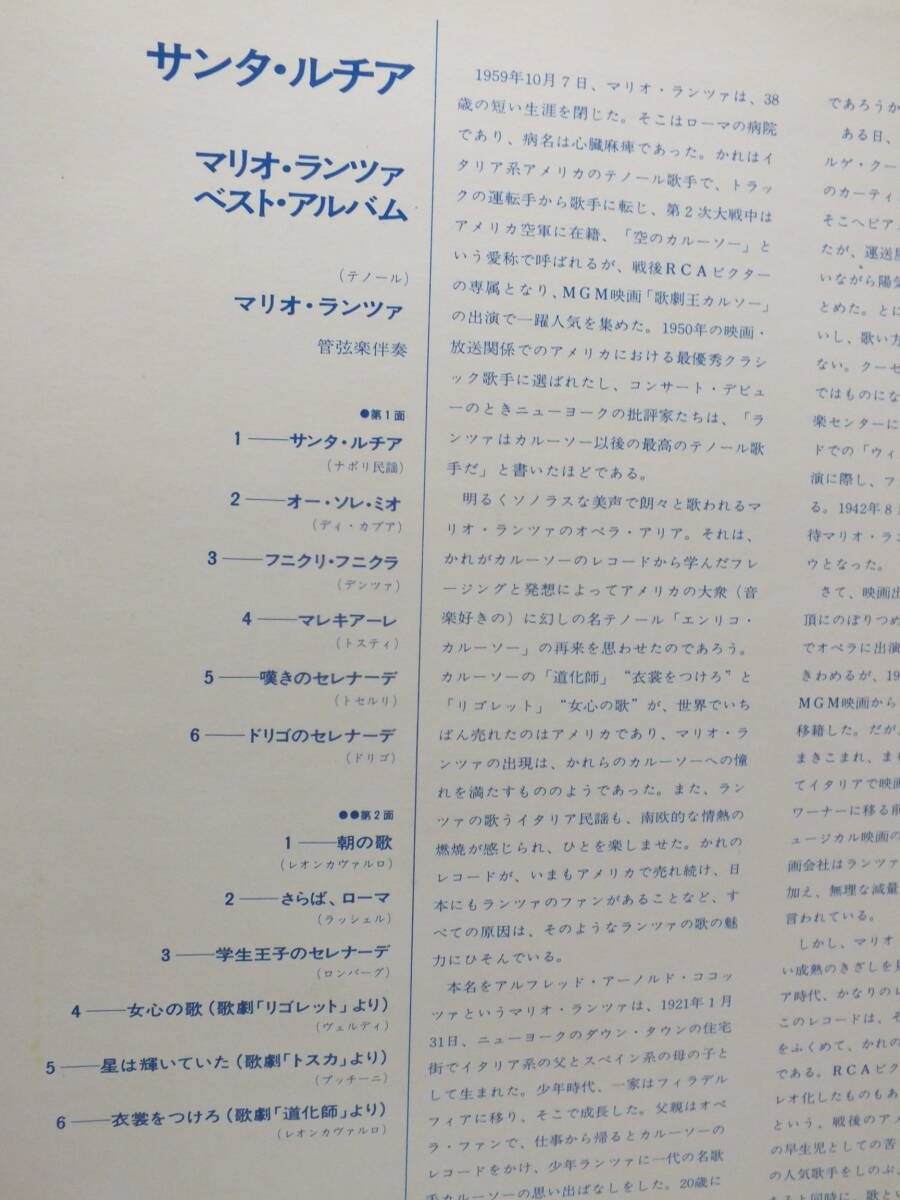 サンタ・ルチア
マリオ・ランツァ
ベスト・アルバム
(テノール)
マリオ・ランツァ
管弦楽伴奏
●第1面
1──サンタ・ルチア
(ナポリ民謡)
2──オー・ソレ・ミオ
(ディ・カプア)
3──フニクリ・フニクラ
(デンツァ)
4──マレキアーレ
(トスティ)
5──嘆きのセレナーデ
(トセルリ)
6──ドリゴのセレナーデ
(ドリゴ)
●●第2面
1──朝の歌
(レオンカヴァルロ)
2──さらば、ローマ
(ラッシェル)
3──学生王子のセレナーデ
(ロンバーグ)
4──女心の歌(歌劇「リゴレット」より)
(ヴェルディ)
5──星は輝いていた(歌劇「トスカ」より)
(プッチーニ)
6──衣裳をつけろ(歌劇「道化師」より)
(レオンカヴァルロ)
1959年10月7日、マリオ・ランツァは、38
歳の短い生涯を閉じた。そこはローマの病院
であり、病名は心臓麻痺であった。かれはイ
タリア系アメリカのテノール歌手で、トラッ
クの運転手から歌手に転じ、第2次大戦中は
アメリカ空軍に在籍、「空のカルーソー」と
いう愛称で呼ばれるが、戦後RCAビクター
の専属となり、MGM映画「歌劇王カルソー」
の出演で一躍人気を集めた。1950年の映画・
放送関係でのアメリカにおける最優秀クラシ
ック歌手に選ばれたし、コンサート・デビュ
ーのときニューヨークの批評家たちは、「ラ
ンツァはカルーソー以後の最高のテノール歌
手だ」と書いたほどである。
明るくソノラスな美声で朗々と歌われるマ
リオ・ランツァのオペラ・アリア。それは、
かれがカルーソーのレコードから学んだフレ
ージングと発想によってアメリカの大衆(音
楽好きの)に幻しの名テノール「エンリコ・
カルーソー」の再来を思わせたのであろう。
カルーソーの「道化師」“衣裳をつけろ”と
「リゴレット」“女心の歌”が、世界でいち
ばん売れたのはアメリカであり、マリオ・ラ
ンツァの出現は、かれらのカルーソーへの憧
れを満たすもののようであった。また、ラン
ツァの歌うイタリア民謡も、南欧的な情熱の
燃焼が感じられ、ひとを楽しませた。かれの
レコードが、いまもアメリカで売れ続け、日
本にもランツァのファンがあることなど、す
べての原因は、そのようなランツァの歌の魅
力にひそんでいる。
本名をアルフレッド・アーノルド・ココッ
ツァというマリオ・ランツァは、1921年1月
31日、ニューヨークのダウン・タウンの住宅
街でイタリア系の父とスペイン系の母の子と
して生まれた。少年時代、一家はフィラデル
フィアに移り、そこで成長した。父親はオペ
ラ・ファンで、仕事から帰るとカルーソーの
レコードをかけ、少年ランツァに一代の名歌
手カルーソーの思い出ばなしをした。20歳に
であろうか
ある日、
ルゲ・クー
のカーティ
そこへピア
たが、運送屋
いながら陽気
とめた。とに
いし、歌い方
ない。クーセ
ではものにな
楽センターに
ドでの「ウィ
演に際し、フ
る。1942年8月
待マリオ・ラ
ウとなった。
さて、映画出
頂にのぼりつめ
でオペラに出演
きわめるが、19
MGM映画から
移籍した。だが、
まきこまれ、ま
てイタリアで映画
ワーナーに移る前
ュージカル映画の
画会社はランツァ
加え、無理な減量
言われている。
しかし、マリオ
い成熟のきざしを見
ア時代、かなりのレ
このレコードは、そ
をふくめて、かれの
である。RCAビク
レオ化したものもあ
という、戦後のアメ
の早生児としての苦
の人気歌手をしのぶ、